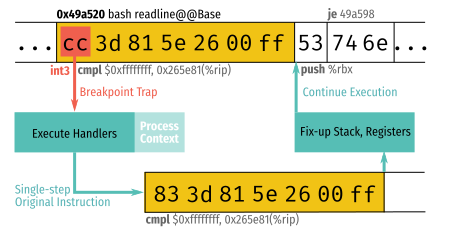 0x49a520 bash readline@@Base
je 49a598
... cc 3d 81 5e 26 00 ff 53 74 6e ...
int3
cmpl $0xffffffff, 0x265e81(%rip)
push %rbx
Breakpoint Trap
Continue Execution
Execute Handlers
Process
Context
Fix-up Stack, Registers
Single-step
Original Instruction
83 3d 81 5e 26 00 ff
cmpl $0xffffffff, 0x265e81(%rip)